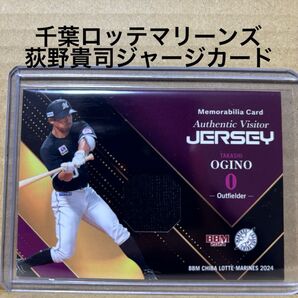 千葉ロッテマリーンズ
荻野貴司ジャージカード
Memorabilia Card
Authentic Visitor
JERSEY
TAKASHI
OGINO
0
Outfielder
BBM
BBM CHIBA LOTTE MARINES 2024